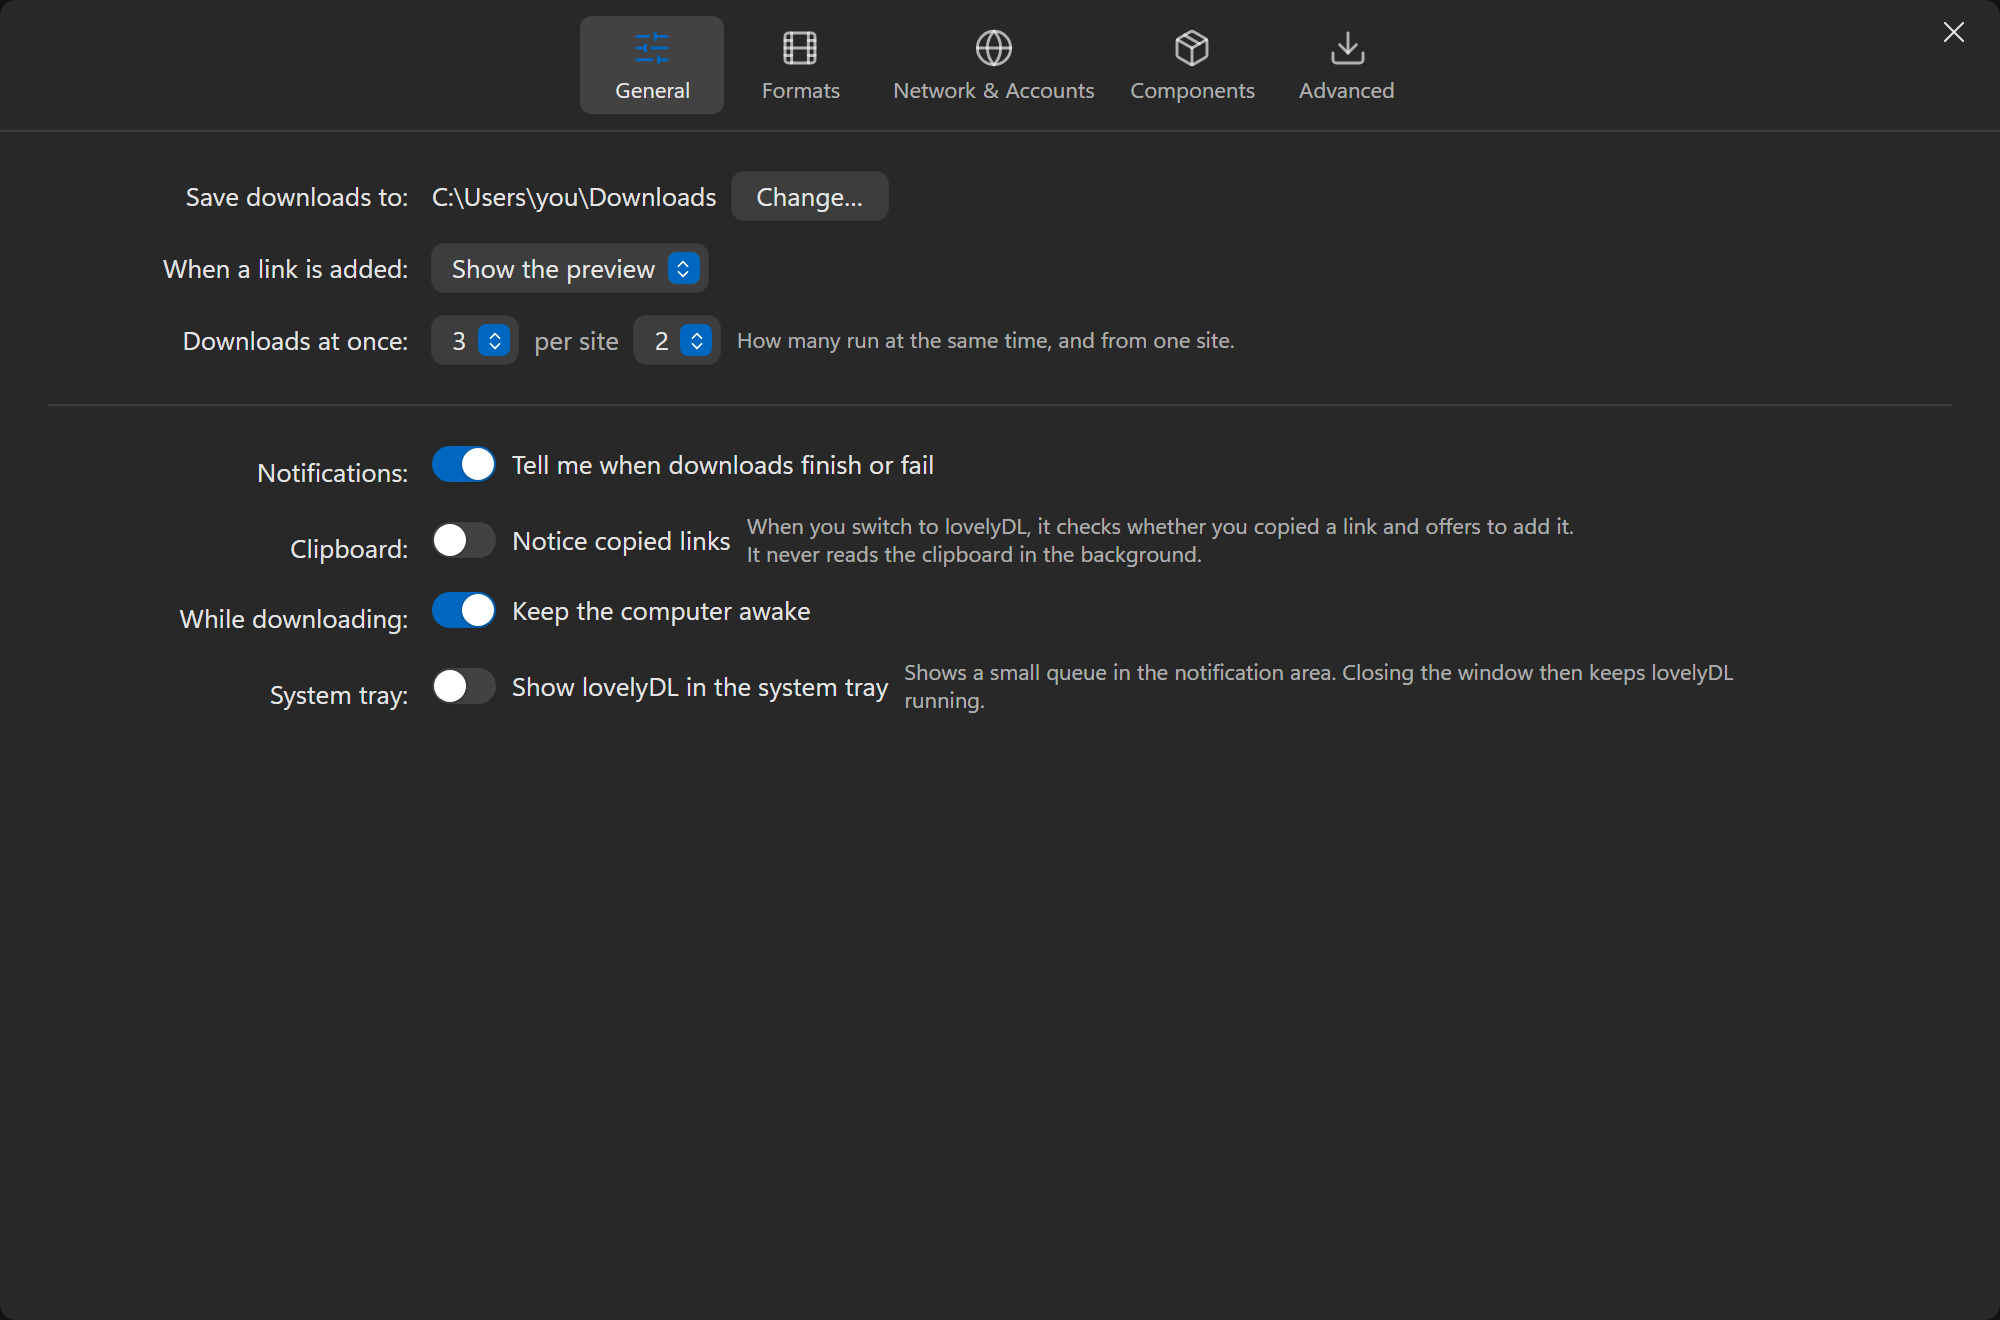 General
Formats
Network & Accounts
Components
Advanced
Save downloads to: C:\Users\you\Downloads Change...
When a link is added: Show the preview
Downloads at once: 3 per site 2 How many run at the same time, and from one site.
Notifications: Tell me when downloads finish or fail
Clipboard: Notice copied links When you switch to lovelyDL, it checks whether you copied a link and offers to add it.
It never reads the clipboard in the background.
While downloading: Keep the computer awake
System tray: Show lovelyDL in the system tray Shows a small queue in the notification area. Closing the window then keeps lovelyDL
running.